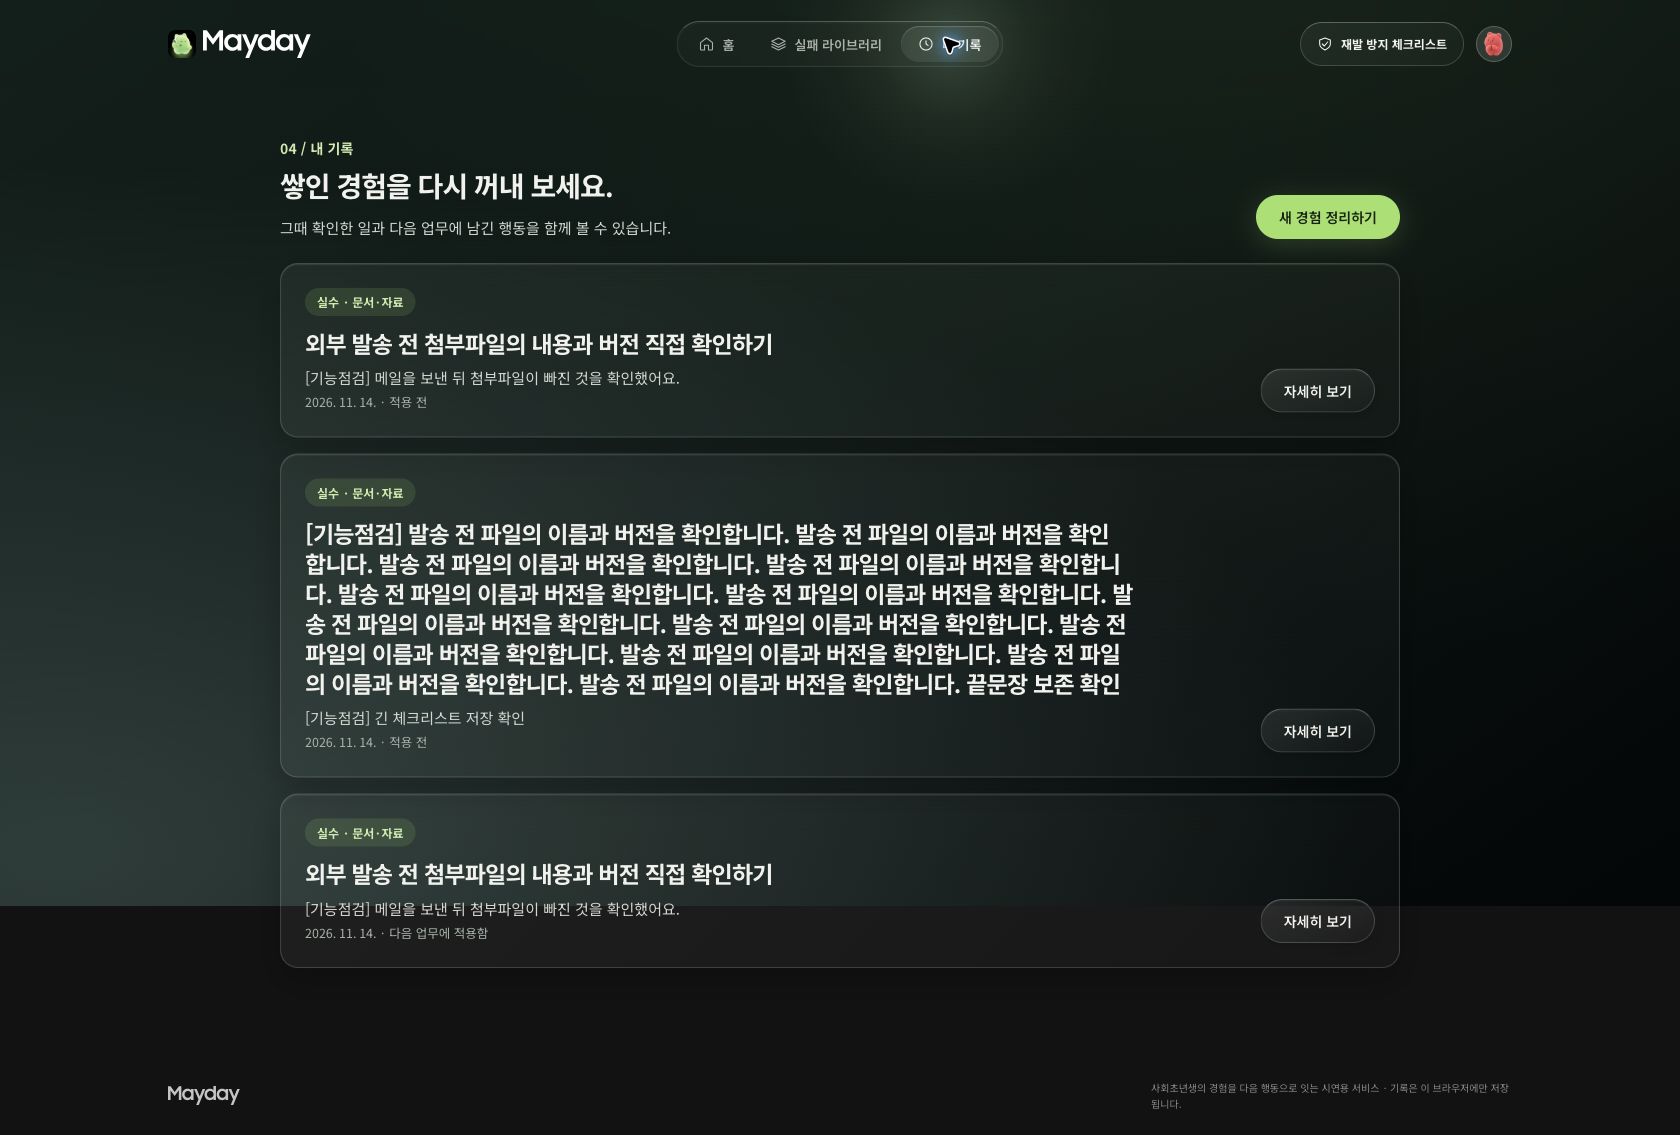 Mayday
홈
실패 라이브러리
기록
재발 방지 체크리스트
04 / 내 기록
쌓인 경험을 다시 꺼내 보세요.
그때 확인한 일과 다음 업무에 남긴 행동을 함께 볼 수 있습니다.
새 경험 정리하기
실수 · 문서·자료
외부 발송 전 첨부파일의 내용과 버전 직접 확인하기
[기능점검] 메일을 보낸 뒤 첨부파일이 빠진 것을 확인했어요.
2026. 11. 14. · 적용 전
자세히 보기
실수 · 문서·자료
[기능점검] 발송 전 파일의 이름과 버전을 확인합니다. 발송 전 파일의 이름과 버전을 확인
합니다. 발송 전 파일의 이름과 버전을 확인합니다. 발송 전 파일의 이름과 버전을 확인합니
다. 발송 전 파일의 이름과 버전을 확인합니다. 발송 전 파일의 이름과 버전을 확인합니다. 발
송 전 파일의 이름과 버전을 확인합니다. 발송 전 파일의 이름과 버전을 확인합니다. 발송 전
파일의 이름과 버전을 확인합니다. 발송 전 파일의 이름과 버전을 확인합니다. 발송 전 파일
의 이름과 버전을 확인합니다. 발송 전 파일의 이름과 버전을 확인합니다. 끝문장 보존 확인
[기능점검] 긴 체크리스트 저장 확인
2026. 11. 14. · 적용 전
자세히 보기
실수 · 문서·자료
외부 발송 전 첨부파일의 내용과 버전 직접 확인하기
[기능점검] 메일을 보낸 뒤 첨부파일이 빠진 것을 확인했어요.
2026. 11. 14. · 다음 업무에 적용함
자세히 보기
Mayday
사회초년생의 경험을 다음 행동으로 잇는 시연용 서비스 · 기록은 이 브라우저에만 저장
됩니다.